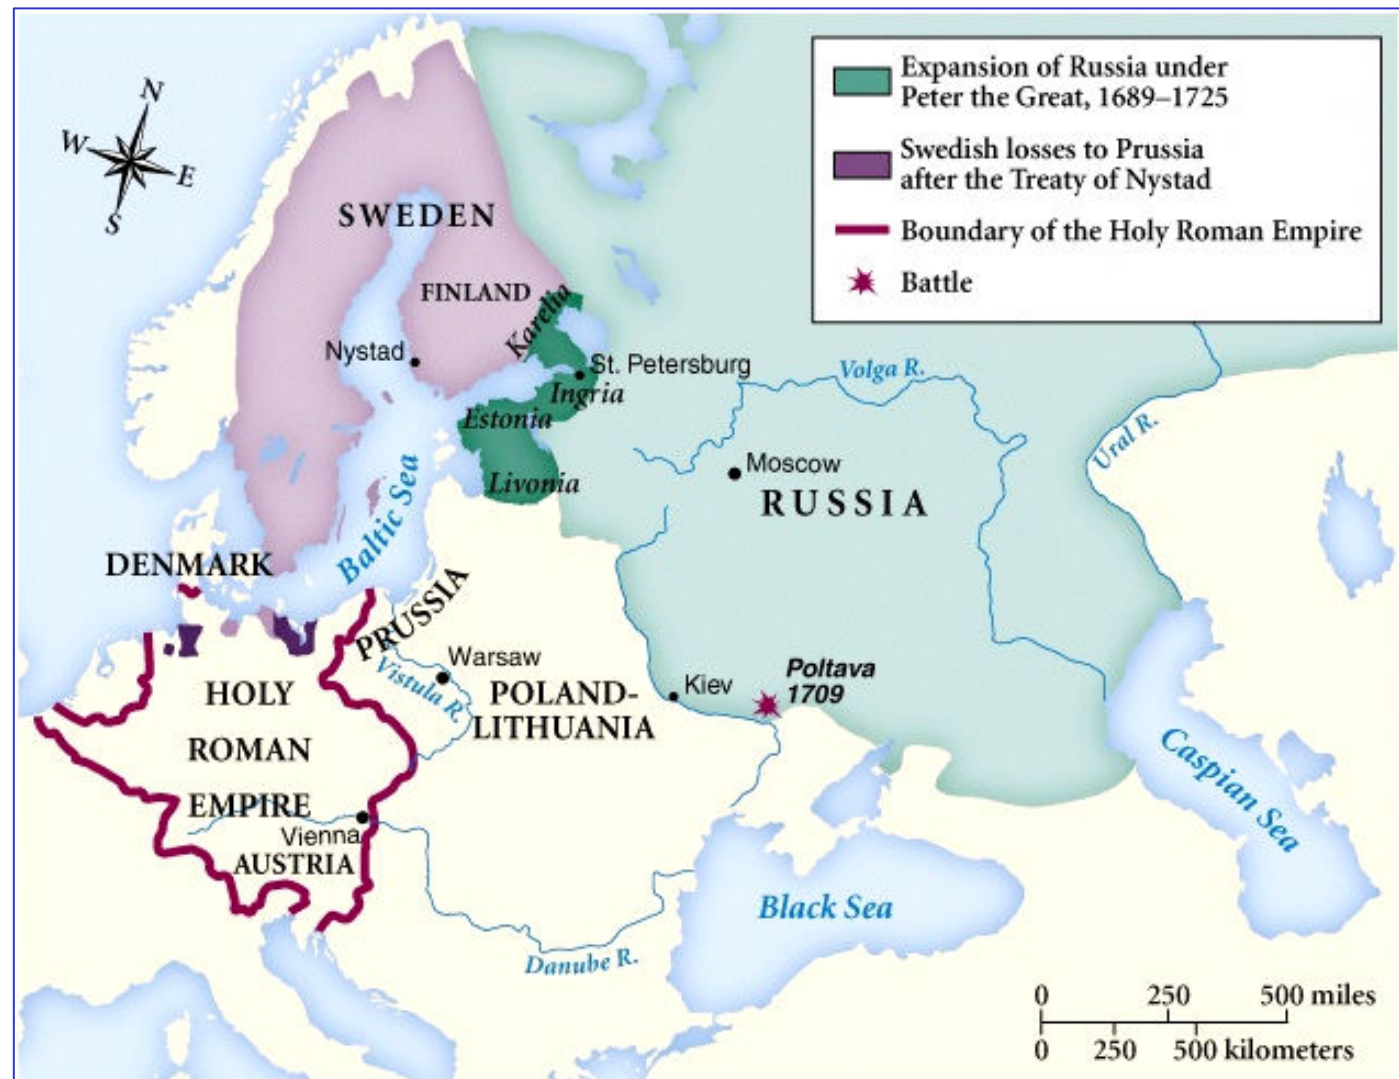 Expansion of Russia under
Peter the Great, 1689–1725
Swedish losses to Prussia
after the Treaty of Nystad
Boundary of the Holy Roman Empire
Battle
N
W
E
S
SWEDEN
FINLAND
Karelia
Nystad
St. Petersburg
Ingria
Estonia
Livonia
Volga R.
Ural R.
Moscow
RUSSIA
Baltic Sea
DENMARK
PRUSSIA
Warsaw
Vistula R.
POLAND-
LITHUANIA
Kiev
Poltava
1709
HOLY
ROMAN
EMPIRE
Vienna
AUSTRIA
Caspian Sea
Black Sea
Danube R.
0 250 500 miles
0 250 500 kilometers